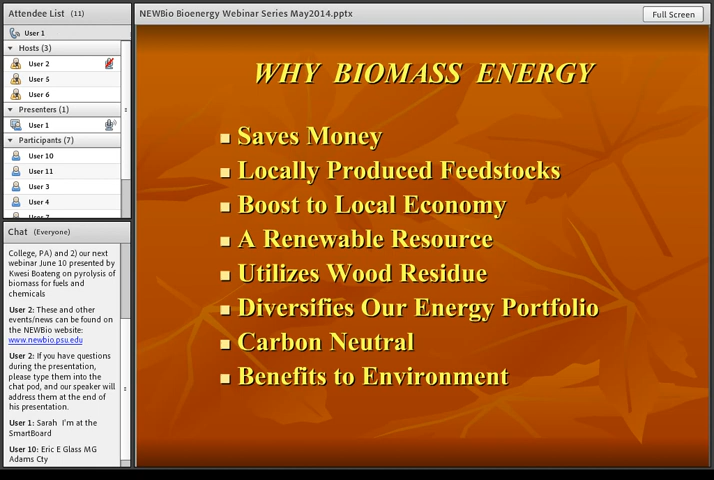 Attendee List (11)
User 1
Hosts (3)
User 2
User 5
User 6
Presenters (1)
User 1
Participants (7)
User 10
User 11
User 3
User 4
User 7
Chat (Everyone)
College, PA) and 2) our next
webinar June 10 presented by
Kwesi Boateng on pyrolysis of
biomass for fuels and
chemicals
User 2: These and other
events/news can be found on
the NEWBio website:
www.newbio.psu.edu
User 2: If you have questions
during the presentation,
please type them into the
chat pod, and our speaker will
address them at the end of
his presentation.
User 1: Sarah I'm at the
SmartBoard
User 10: Eric E Glass MG
Adams Cty
NEWBio Bioenergy Webinar Series May2014.pptx
Full Screen
WHY BIOMASS ENERGY
Saves Money
Locally Produced Feedstocks
Boost to Local Economy
A Renewable Resource
Utilizes Wood Residue
Diversifies Our Energy Portfolio
Carbon Neutral
Benefits to Environment